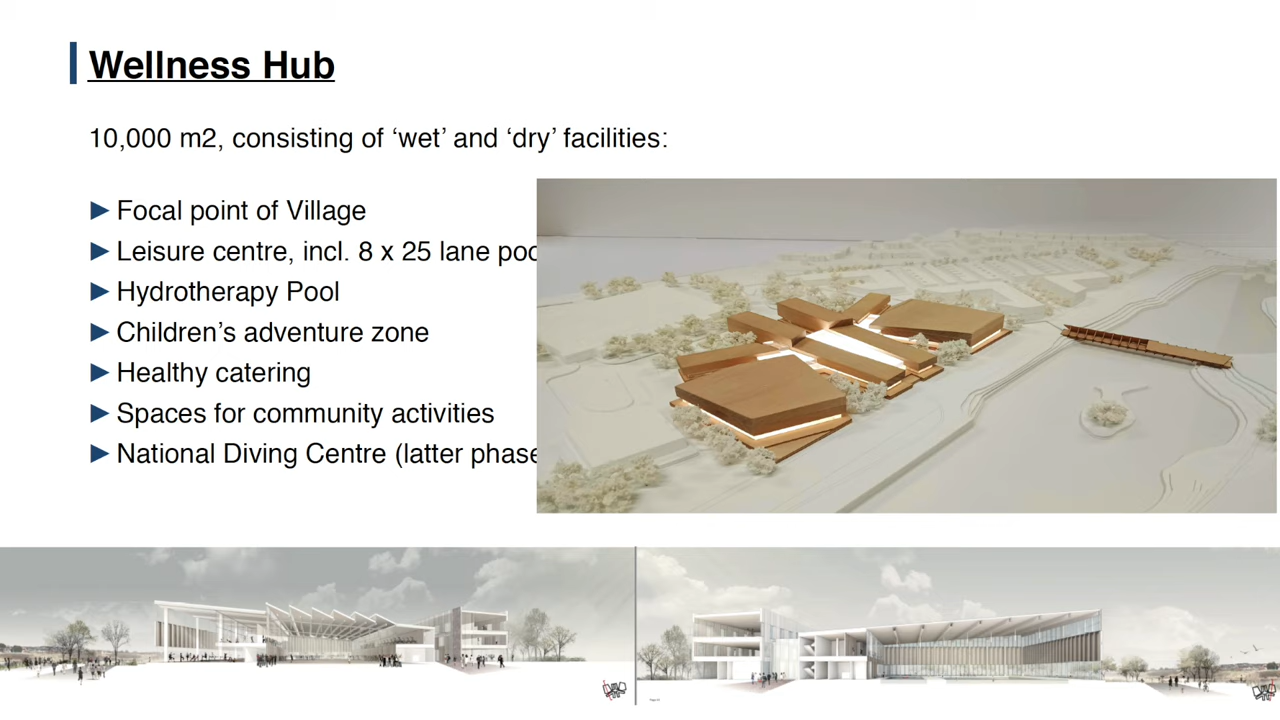 Wellness Hub
10,000 m2, consisting of ‘wet’ and ‘dry’ facilities:
► Focal point of Village
► Leisure centre, incl. 8 x 25 lane
► Hydrotherapy Pool
► Children’s adventure zone
► Healthy catering
► Spaces for community activities
► National Diving Centre (latter phase